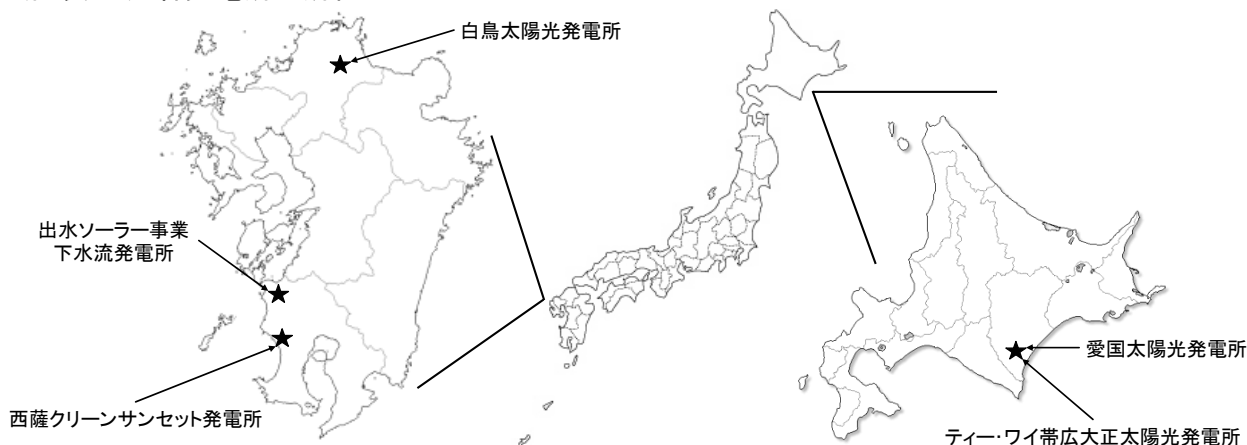 白鳥太陽光発電所
出水ソーラー事業
下水流発電所
西薩クリーンサンセット発電所
愛国太陽光発電所
ティー・ワイ帯広大正太陽光発電所